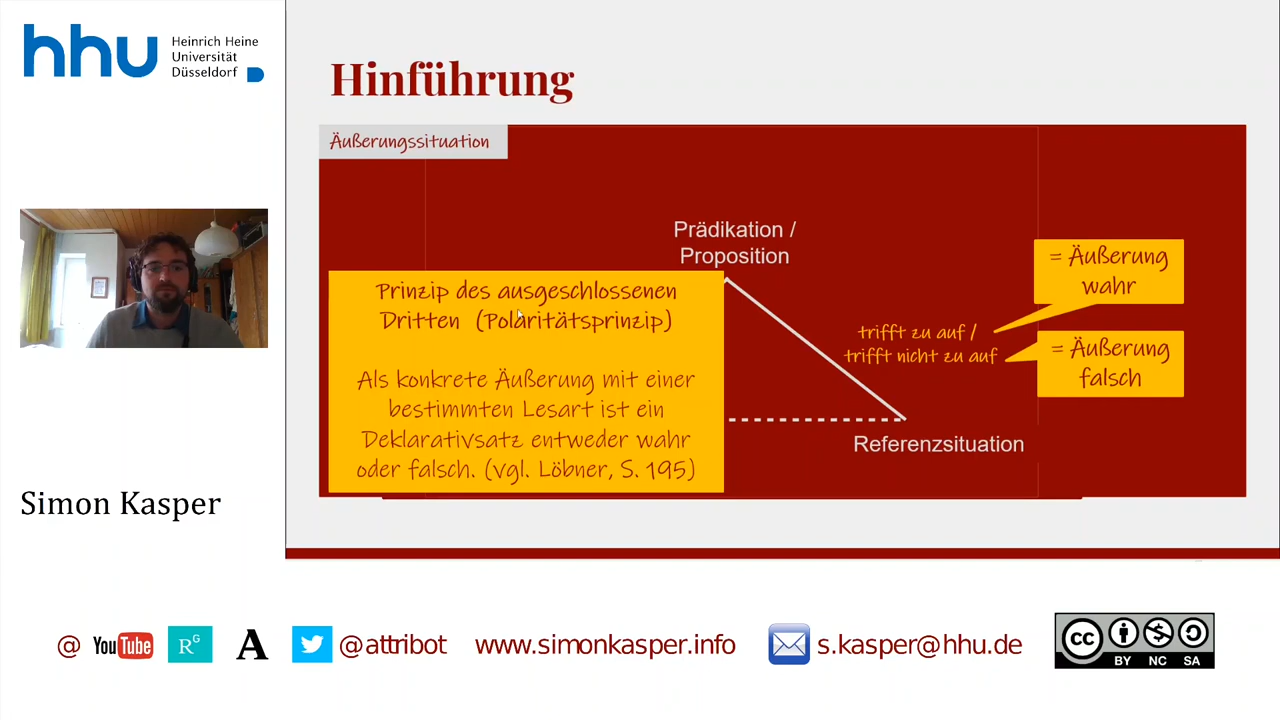 hhu
Heinrich Heine
Universität
Düsseldorf
Hinführung
Äußerungssituation
Prädikation /
Proposition
Prinzip des ausgeschlossenen
Dritten (Polaritätsprinzip)
Als konkrete Äußerung mit einer
bestimmten Lesart ist ein
Deklarativsatz entweder wahr
oder falsch. (vgl. Löbner, S. 195)
trifft zu auf /
trifft nicht zu auf
= Äußerung
wahr
= Äußerung
falsch
Referenzsituation
Simon Kasper
@ YouTube RG A @attribot www.simonkasper.info s.kasper@hhu.de
cc
BY NC SA